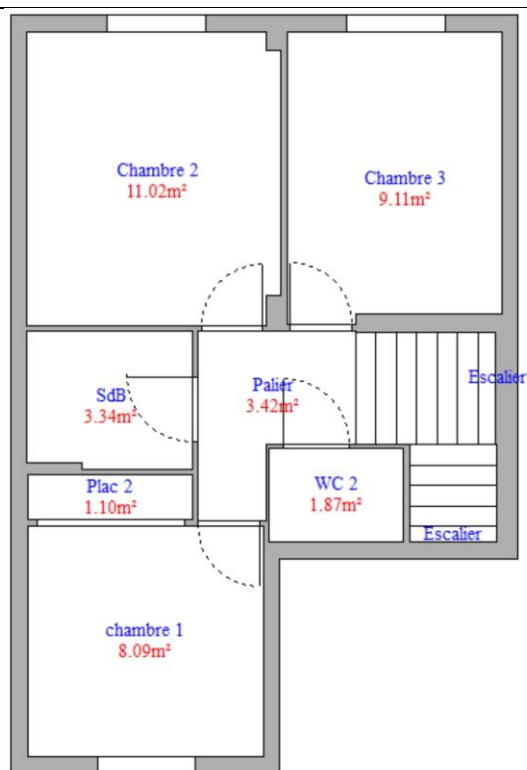 Chambre 2
11.02m²
Chambre 3
9.11m²
Escalier
SdB
3.34m²
Palier
3.42m²
Plac 2
1.10m²
WC 2
1.87m²
Escalier
chambre 1
8.09m²